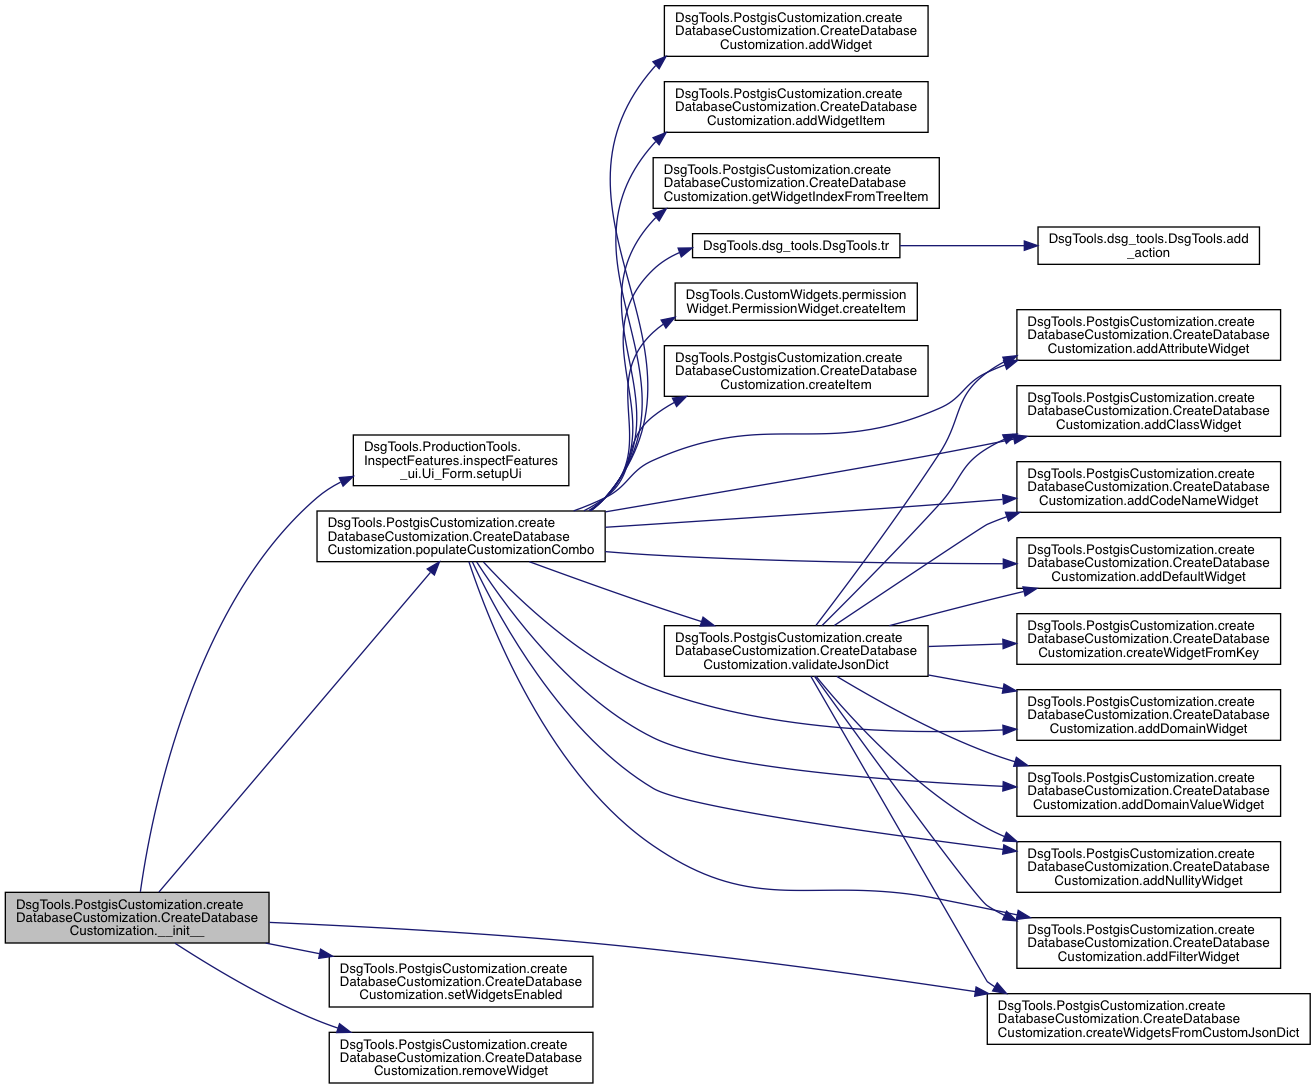 DsgTools.PostgisCustomization.create
DatabaseCustomization.CreateDatabase
Customization.addWidget
DsgTools.PostgisCustomization.create
DatabaseCustomization.CreateDatabase
Customization.addWidgetItem
DsgTools.PostgisCustomization.create
DatabaseCustomization.CreateDatabase
Customization.getWidgetIndexFromTreeItem
DsgTools.dsg_tools.DsgTools.tr
DsgTools.dsg_tools.DsgTools.add
_action
DsgTools.CustomWidgets.permission
Widget.PermissionWidget.createItem
DsgTools.PostgisCustomization.create
DatabaseCustomization.CreateDatabase
Customization.addAttributeWidget
DsgTools.PostgisCustomization.create
DatabaseCustomization.CreateDatabase
Customization.createItem
DsgTools.PostgisCustomization.create
DatabaseCustomization.CreateDatabase
Customization.addClassWidget
DsgTools.ProductionTools.
InspectFeatures.inspectFeatures
_ui.Ui_Form.setupUi
DsgTools.PostgisCustomization.create
DatabaseCustomization.CreateDatabase
Customization.addCodeNameWidget
DsgTools.PostgisCustomization.create
DatabaseCustomization.CreateDatabase
Customization.populateCustomizationCombo
DsgTools.PostgisCustomization.create
DatabaseCustomization.CreateDatabase
Customization.addDefaultWidget
DsgTools.PostgisCustomization.create
DatabaseCustomization.CreateDatabase
Customization.validateJsonDict
DsgTools.PostgisCustomization.create
DatabaseCustomization.CreateDatabase
Customization.createWidgetFromKey
DsgTools.PostgisCustomization.create
DatabaseCustomization.CreateDatabase
Customization.addDomainWidget
DsgTools.PostgisCustomization.create
DatabaseCustomization.CreateDatabase
Customization.addDomainValueWidget
DsgTools.PostgisCustomization.create
DatabaseCustomization.CreateDatabase
Customization.addNullityWidget
DsgTools.PostgisCustomization.create
DatabaseCustomization.CreateDatabase
Customization.__init__
DsgTools.PostgisCustomization.create
DatabaseCustomization.CreateDatabase
Customization.addFilterWidget
DsgTools.PostgisCustomization.create
DatabaseCustomization.CreateDatabase
Customization.setWidgetsEnabled
DsgTools.PostgisCustomization.create
DatabaseCustomization.CreateDatabase
Customization.createWidgetsFromCustomJsonDict
DsgTools.PostgisCustomization.create
DatabaseCustomization.CreateDatabase
Customization.removeWidget